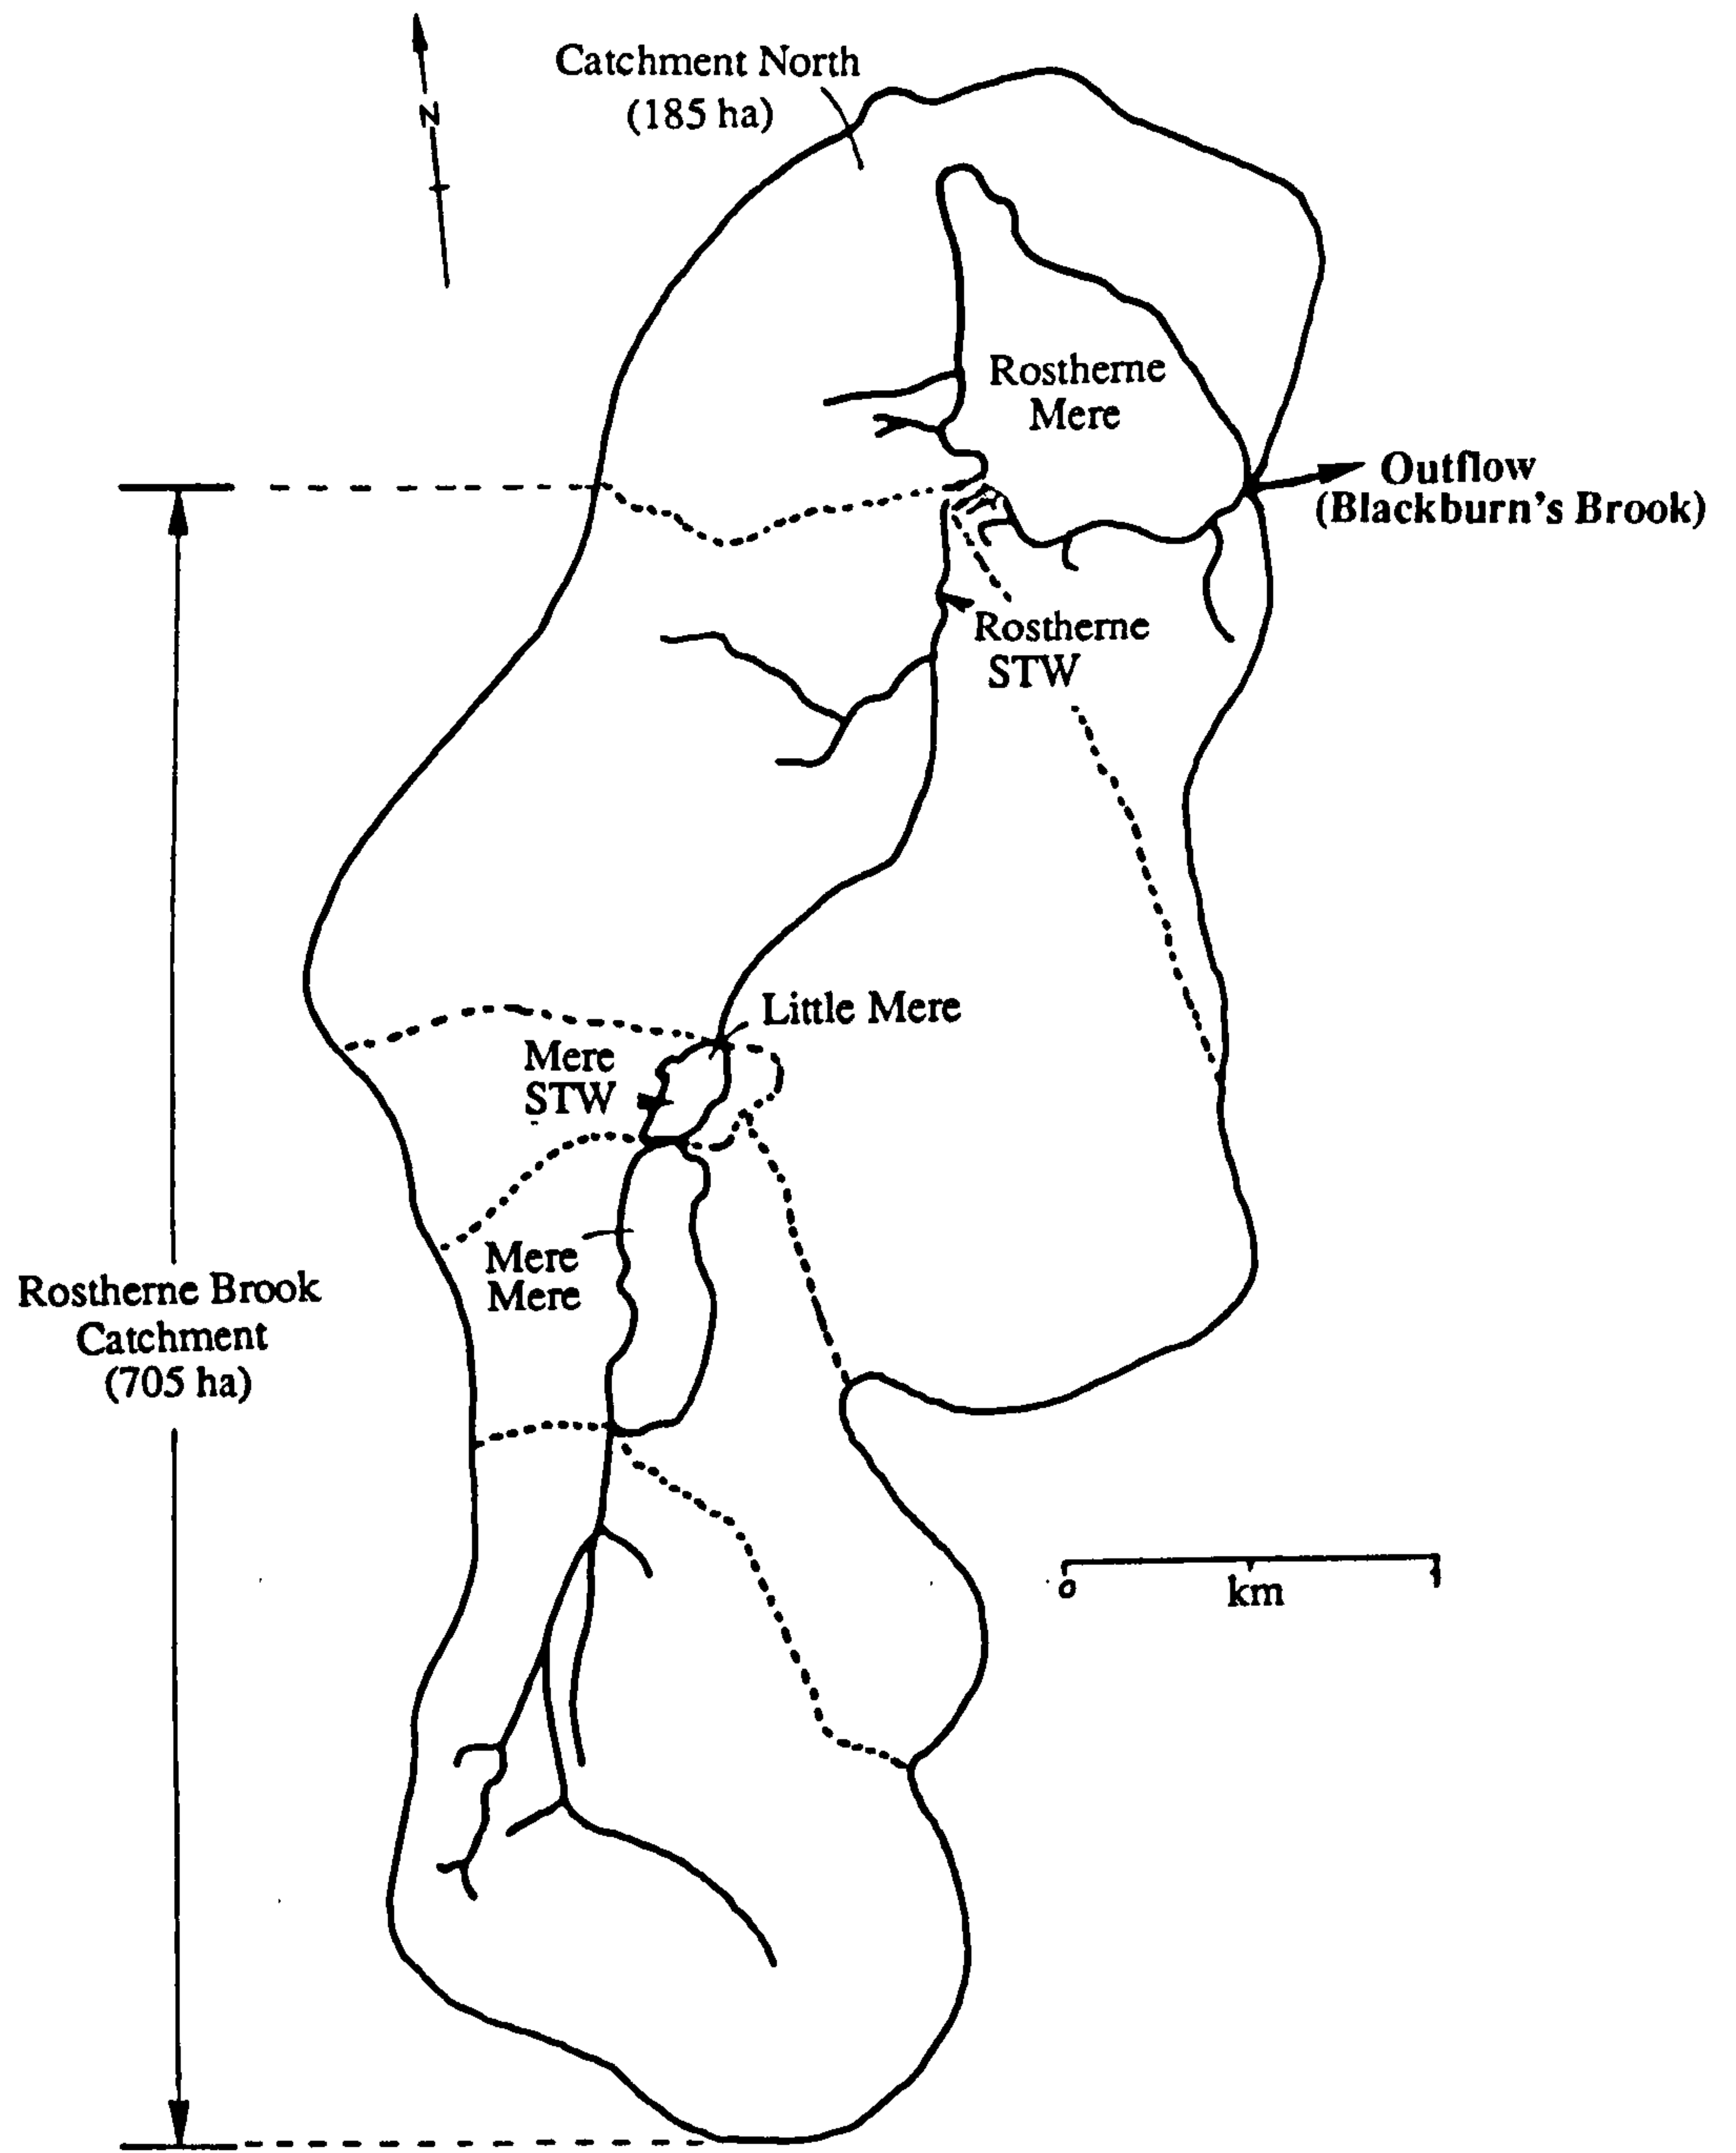 Catchment North
(185 ha)
N
Rostherne
Mere
Outflow
(Blackburn's Brook)
Rostherne
STW
Little Mere
Mere
STW
Mere
Mere
Rostherne Brook
Catchment
(705 ha)
0
km
1